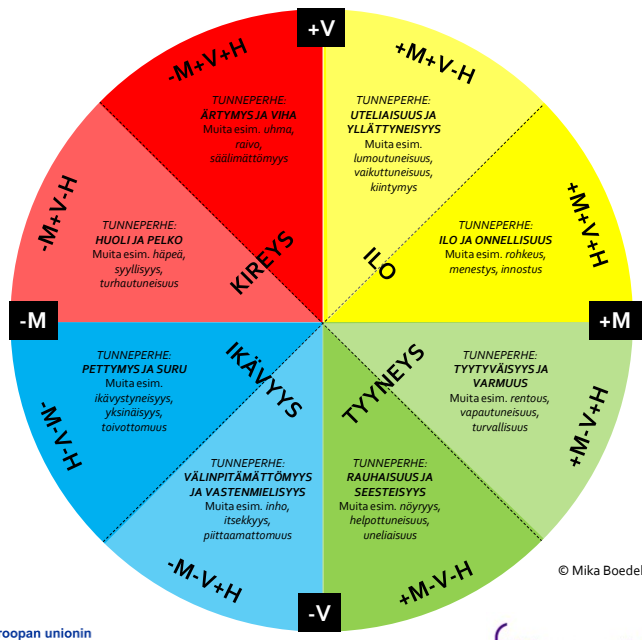 +V
-M+V+H
+M+V-H
TUNNEPERHE:
ÄRTYMYS JA VIHA
Muita esim. uhma,
raivo,
säälimättömyys
TUNNEPERHE:
UTELIAISUUS JA
YLLÄTTYNEISYYS
Muita esim.
lumoutuneisuus,
vaikuttuneisuus,
kiintymys
-M+V-H
+M+V+H
TUNNEPERHE:
HUOLI JA PELKO
Muita esim. häpeä,
syyllisyys,
turhautuneisuus
KIREYS
ILO
TUNNEPERHE:
ILO JA ONNELLISUUS
Muita esim. rohkeus,
menestys, innostus
-M
+M
TUNNEPERHE:
PETTYMYS JA SURU
Muita esim.
ikävystyneisyys,
yksinäisyys,
toivottomuus
IKÄVYYS
TYYNEYS
TUNNEPERHE:
TYYTYVÄISYYS JA
VARMUUS
Muita esim. rentous,
vapautuneisuus,
turvallisuus
-M-V-H
+M-V+H
TUNNEPERHE:
VÄLINPITÄMÄTTÖMYYS
JA VASTENMIELISYYS
Muita esim. inho,
itsekkyys,
piittaamattomuus
TUNNEPERHE:
RAUHAISUUS JA
SEESTEISYYS
Muita esim. nöyryys,
helpottuneisuus,
uneliaisuus
-M-V+H
+M-V-H
-V
© Mika Boedel
roopan unionin